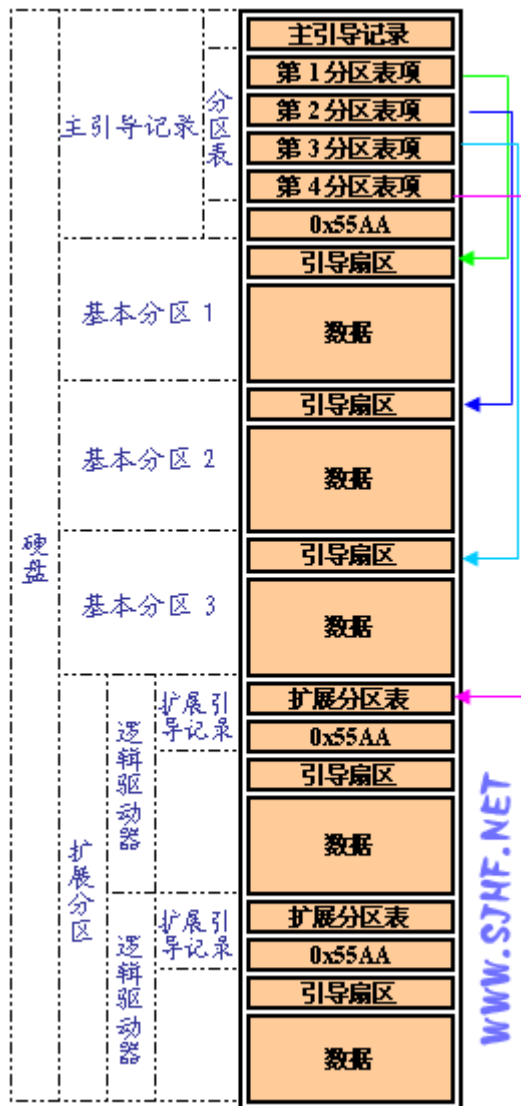 主引导记录
第1分区表项
第2分区表项
第3分区表项
第4分区表项
0x55AA
主引导记录
分区表
引导扇区
基本分区 1
数据
引导扇区
基本分区 2
数据
硬盘
引导扇区
基本分区 3
数据
扩展分区
逻辑驱动器
扩展引
导记录
扩展分区表
0x55AA
引导扇区
数据
逻辑驱动器
扩展引
导记录
扩展分区表
0x55AA
引导扇区
数据
WWW.SJHF.NET